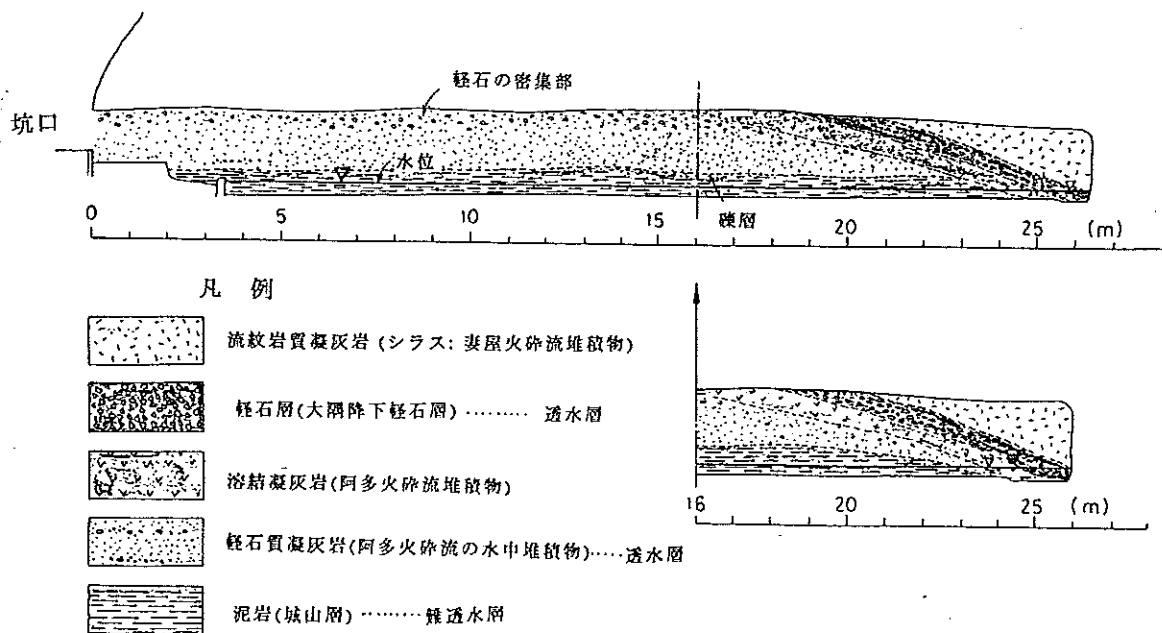 軽石の密集部
坑口
水位
礫層
0 5 10 15 20 25 (m)
凡例
流紋岩質凝灰岩 (シラス: 妻屋火砕流堆積物)
軽石層(大隅降下軽石層) ……… 透水層
溶結凝灰岩(阿多火砕流堆積物)
軽石質凝灰岩(阿多火砕流の水中堆積物)……透水層
泥岩(城山層) ……… 難透水層
16 20 25 (m)